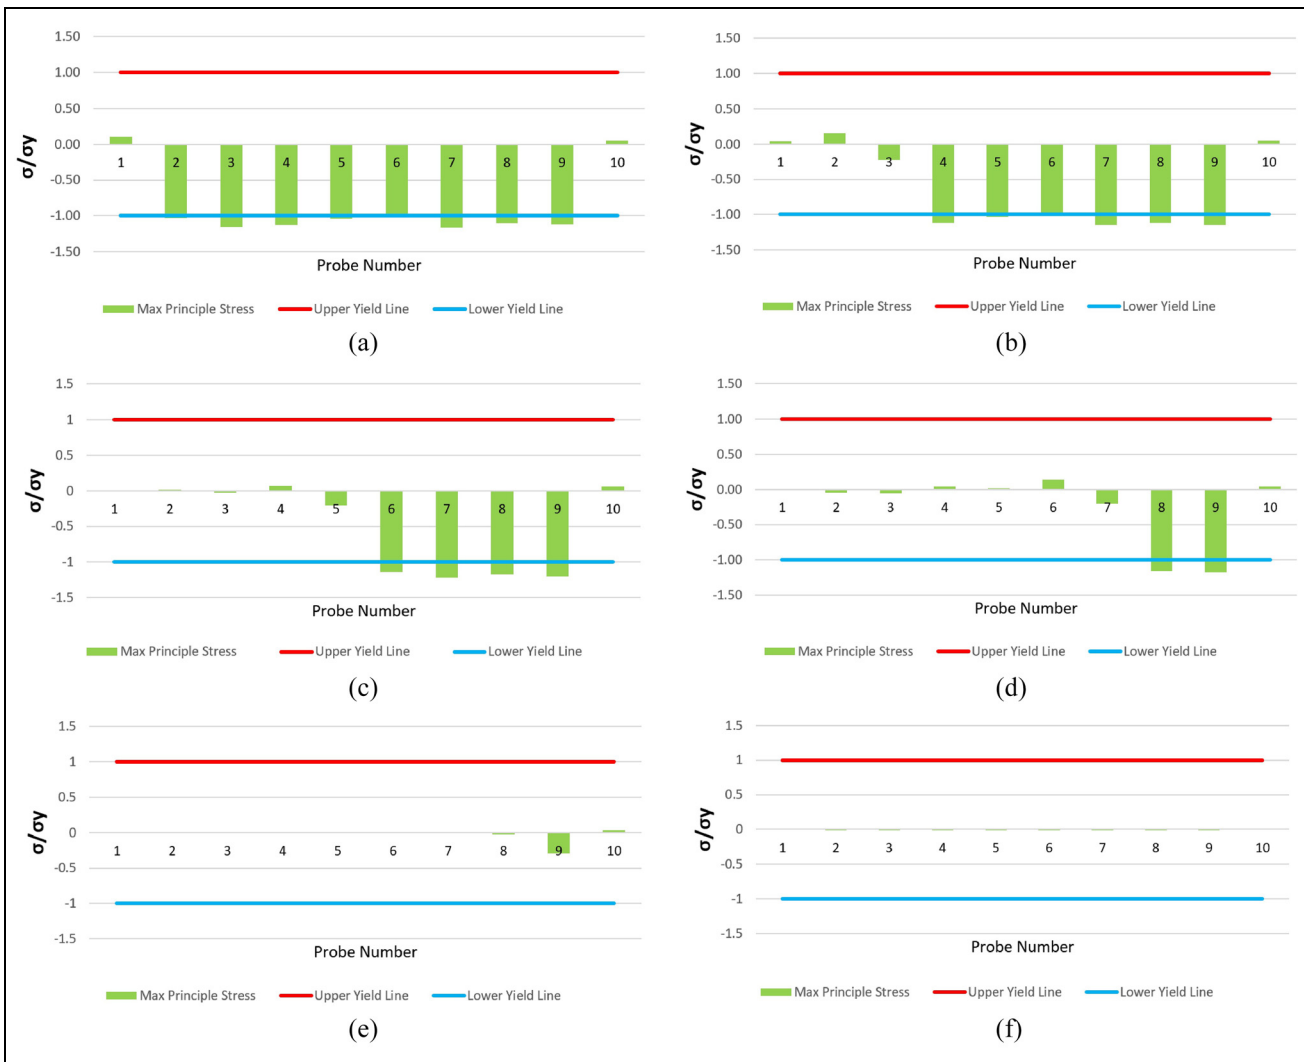 1.50
1.00
0.50
0.00
-0.50
-1.00
-1.50
σ/σy
1 2 3 4 5 6 7 8 9 10
Probe Number
Max Principle Stress Upper Yield Line Lower Yield Line
(a)
1.50
1.00
0.50
0.00
-0.50
-1.00
-1.50
σ/σy
1 2 3 4 5 6 7 8 9 10
Probe Number
Max Principle Stress Upper Yield Line Lower Yield Line
(b)
1.5
1
0.5
0
-0.5
-1
-1.5
σ/σy
1 2 3 4 5 6 7 8 9 10
Probe Number
Max Principle Stress Upper Yield Line Lower Yield Line
(c)
1.50
1.00
0.50
0.00
-0.50
-1.00
-1.50
σ/σy
1 2 3 4 5 6 7 8 9 10
Probe Number
Max Principle Stress Upper Yield Line Lower Yield Line
(d)
1.5
1
0.5
0
-0.5
-1
-1.5
σ/σy
1 2 3 4 5 6 7 8 9 10
Probe Number
Max Principle Stress Upper Yield Line Lower Yield Line
(e)
1.5
1
0.5
0
-0.5
-1
-1.5
σ/σy
1 2 3 4 5 6 7 8 9 10
Probe Number
Max Principle Stress Upper Yield Line Lower Yield Line
(f)